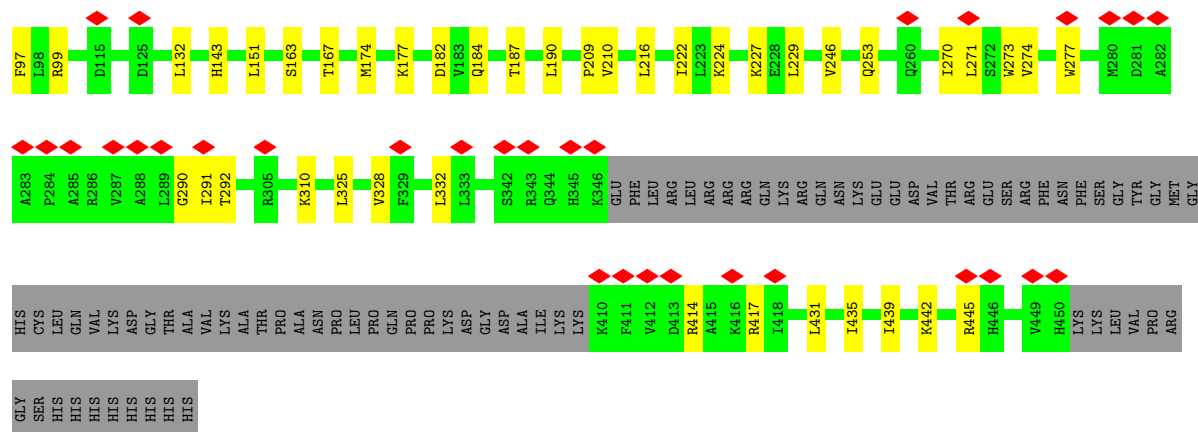 F97 L98 R99 D115 D125 L132 H143 L151 S163 T167 M174 K177 D182 V183 Q184 T187 L190 P209 V210 L216 I222 L223 K224 K227 E228 L229 V246 Q253 Q260 I270 L271 S272 W273 V274 W277 M280 D281 A282
A283 P284 A285 R286 V287 A288 L289 G290 I291 T292 R305 K310 L325 V328 F329 L332 L333 S342 R343 Q344 H345 K346 GLU PHE LEU ARG LEU ARG ARG ARG GLN LYS ARG GLN ASN LYS GLU GLU ASP VAL THR ARG GLU SER ARG PHE ASN PHE SER GLY TYR GLY MET GLY
HIS CYS LEU GLN VAL LYS ASP GLY THR ALA VAL LYS ALA THR PRO ALA ASN PRO LEU PRO GLN PRO PRO LYS ASP GLY ASP ALA ILE LYS LYS K410 F411 V412 D413 R414 A415 K416 R417 I418 L431 I435 I439 K442 R445 H446 V449 H450 LYS LYS LEU VAL PRO ARG
GLY SER HIS HIS HIS HIS HIS HIS HIS HIS